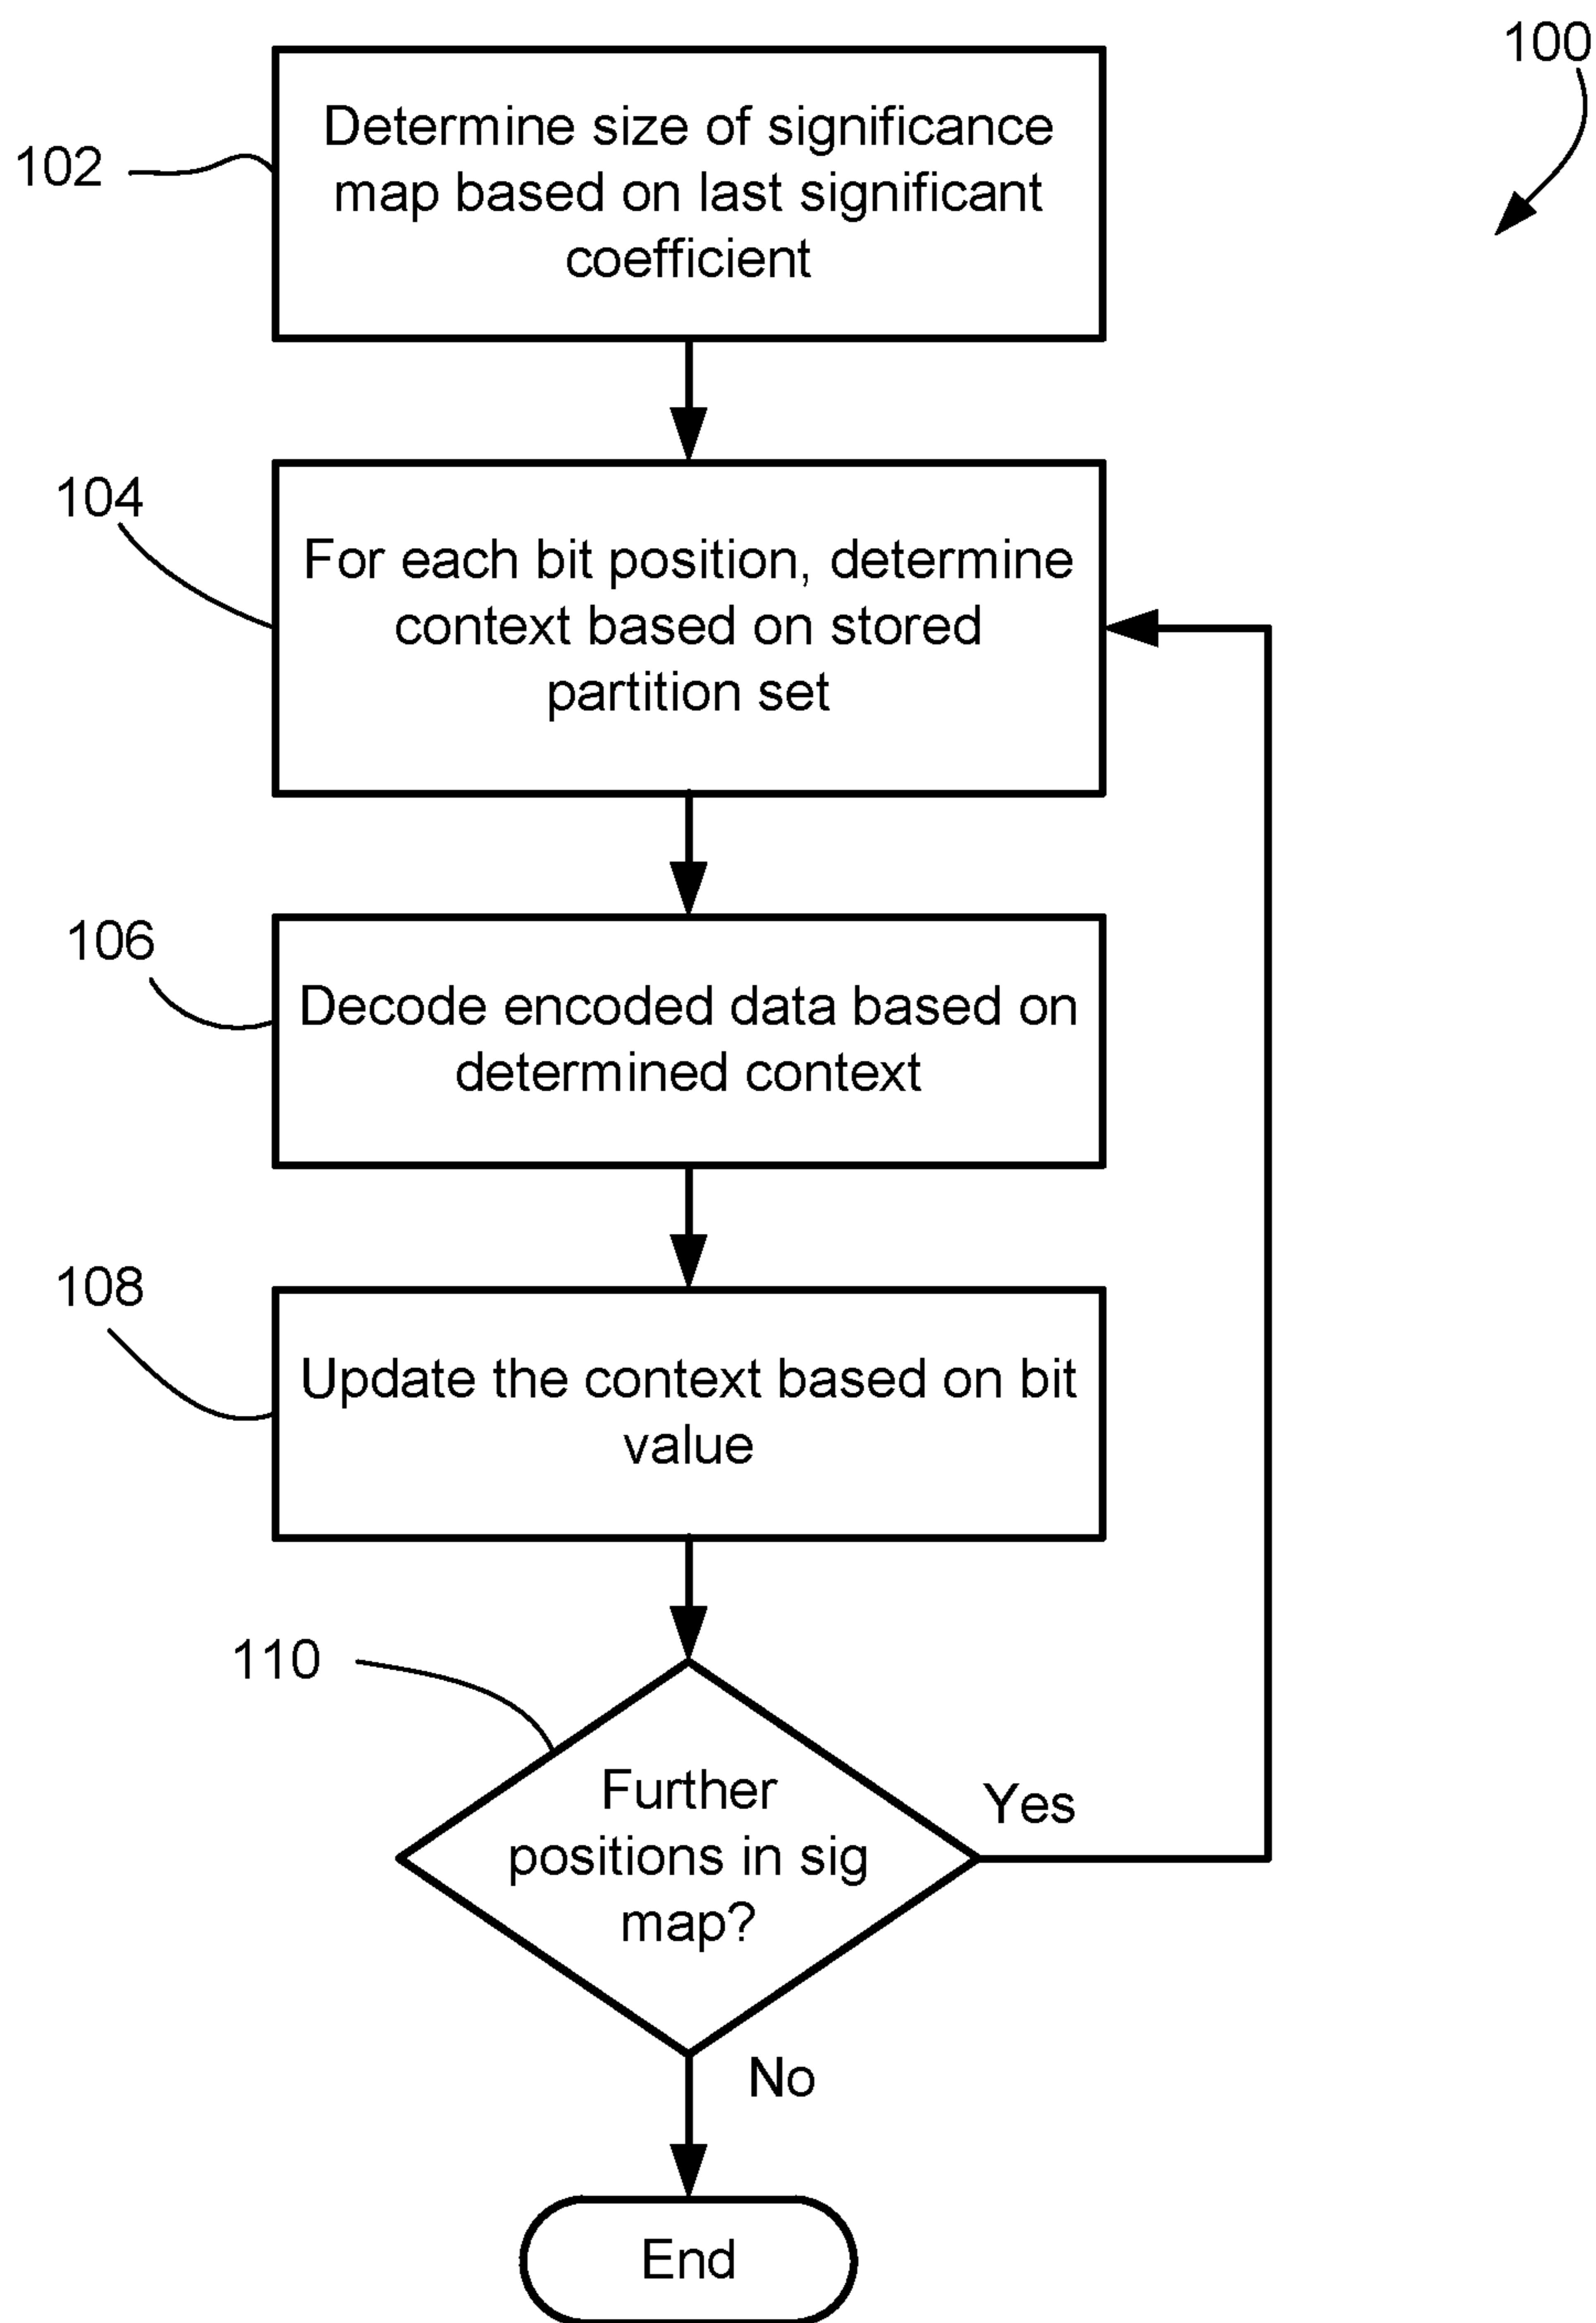 100
102
Determine size of significance
map based on last significant
coefficient
104
For each bit position, determine
context based on stored
partition set
106
Decode encoded data based on
determined context
108
Update the context based on bit
value
110
Further
positions in sig
map?
Yes
No
End